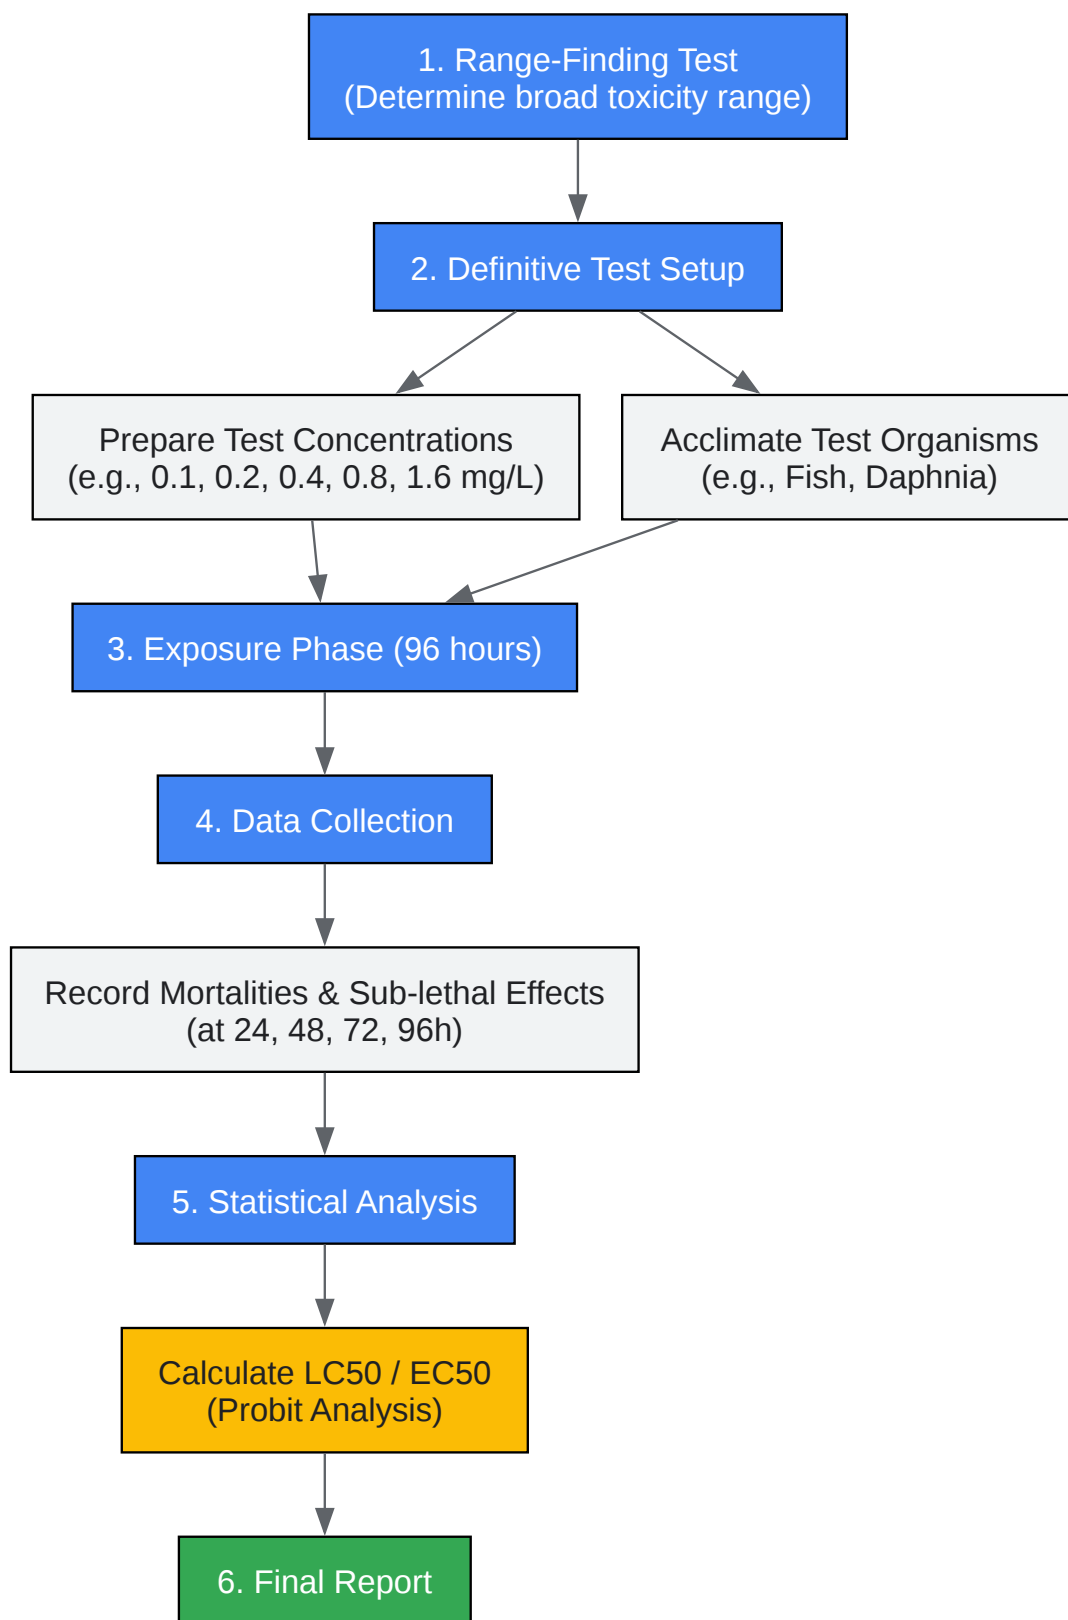 1. Range-Finding Test
(Determine broad toxicity range)
2. Definitive Test Setup
Prepare Test Concentrations
(e.g., 0.1, 0.2, 0.4, 0.8, 1.6 mg/L)
Acclimate Test Organisms
(e.g., Fish, Daphnia)
3. Exposure Phase (96 hours)
4. Data Collection
Record Mortalities & Sub-lethal Effects
(at 24, 48, 72, 96h)
5. Statistical Analysis
Calculate LC50 / EC50
(Probit Analysis)
6. Final Report